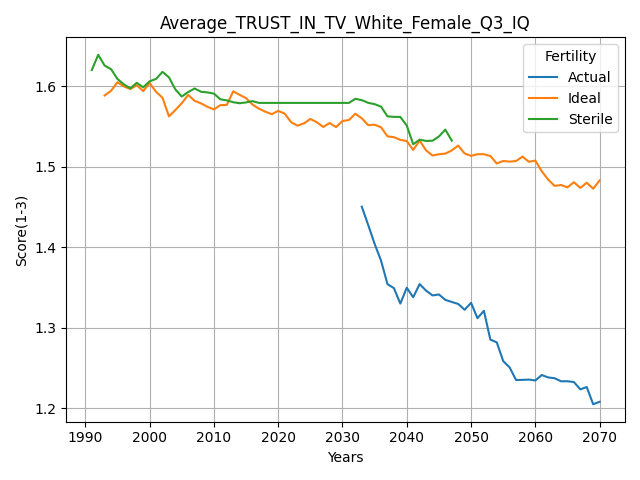 Average_TRUST_IN_TV_White_Female_Q3_IQ
Fertility
Actual
Ideal
Sterile
Score(1-3)
1.6
1.5
1.4
1.3
1.2
1990 2000 2010 2020 2030 2040 2050 2060 2070
Years